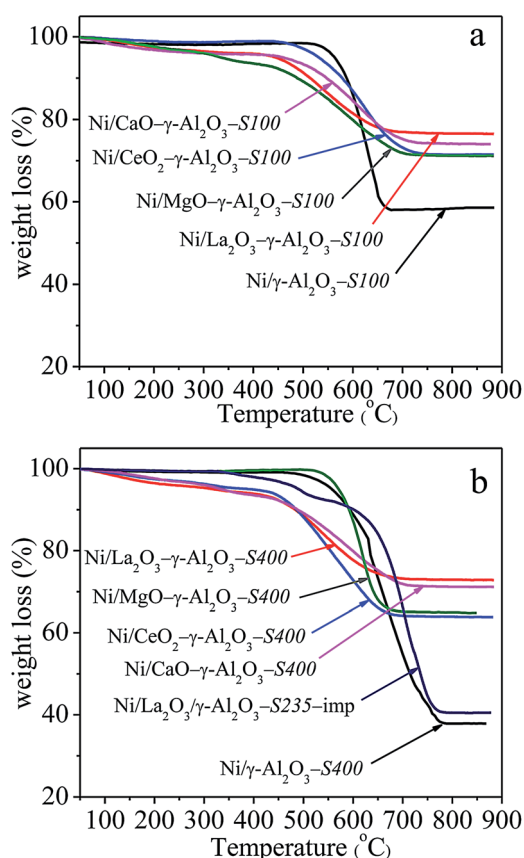 a
100
80
60
40
20
weight loss (%)
Ni/CaO–γ-Al₂O₃–S100
Ni/CeO₂–γ-Al₂O₃–S100
Ni/MgO–γ-Al₂O₃–S100
Ni/La₂O₃–γ-Al₂O₃–S100
Ni/γ-Al₂O₃–S100
100 200 300 400 500 600 700 800 900
Temperature (°C)
b
100
80
60
40
20
weight loss (%)
Ni/La₂O₃–γ-Al₂O₃–S400
Ni/MgO–γ-Al₂O₃–S400
Ni/CeO₂–γ-Al₂O₃–S400
Ni/CaO–γ-Al₂O₃–S400
Ni/La₂O₃/γ-Al₂O₃–S235–imp
Ni/γ-Al₂O₃–S400
100 200 300 400 500 600 700 800 900
Temperature (°C)